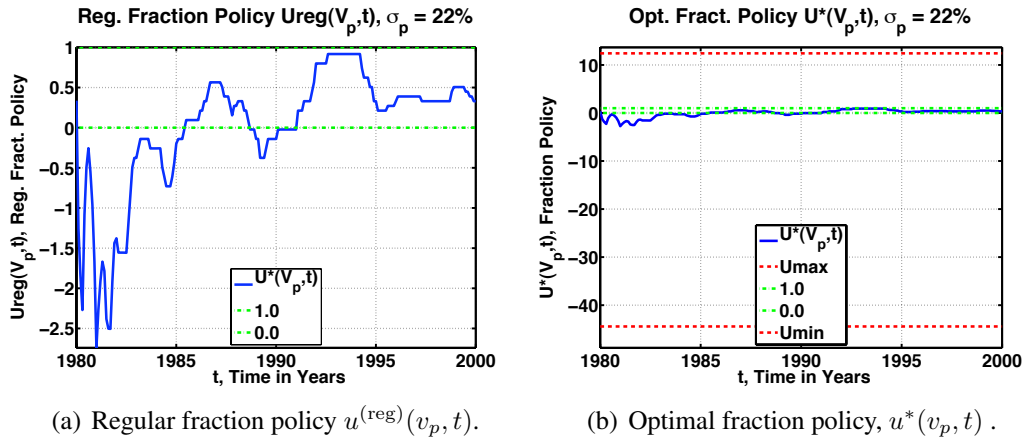 Reg. Fraction Policy Ureg(V_p,t), σ_p = 22%
Ureg(V_p,t), Reg. Fract. Policy
1
0.5
0
−0.5
−1
−1.5
−2
−2.5
U*(V_p,t)
1.0
0.0
1980 1985 1990 1995 2000
t, Time in Years
(a) Regular fraction policy u^(reg)(v_p, t).
Opt. Fract. Policy U*(V_p,t), σ_p = 22%
U*(V_p,t), Fraction Policy
10
0
−10
−20
−30
−40
U*(V_p,t)
Umax
1.0
0.0
Umin
1980 1985 1990 1995 2000
t, Time in Years
(b) Optimal fraction policy, u*(v_p, t) .